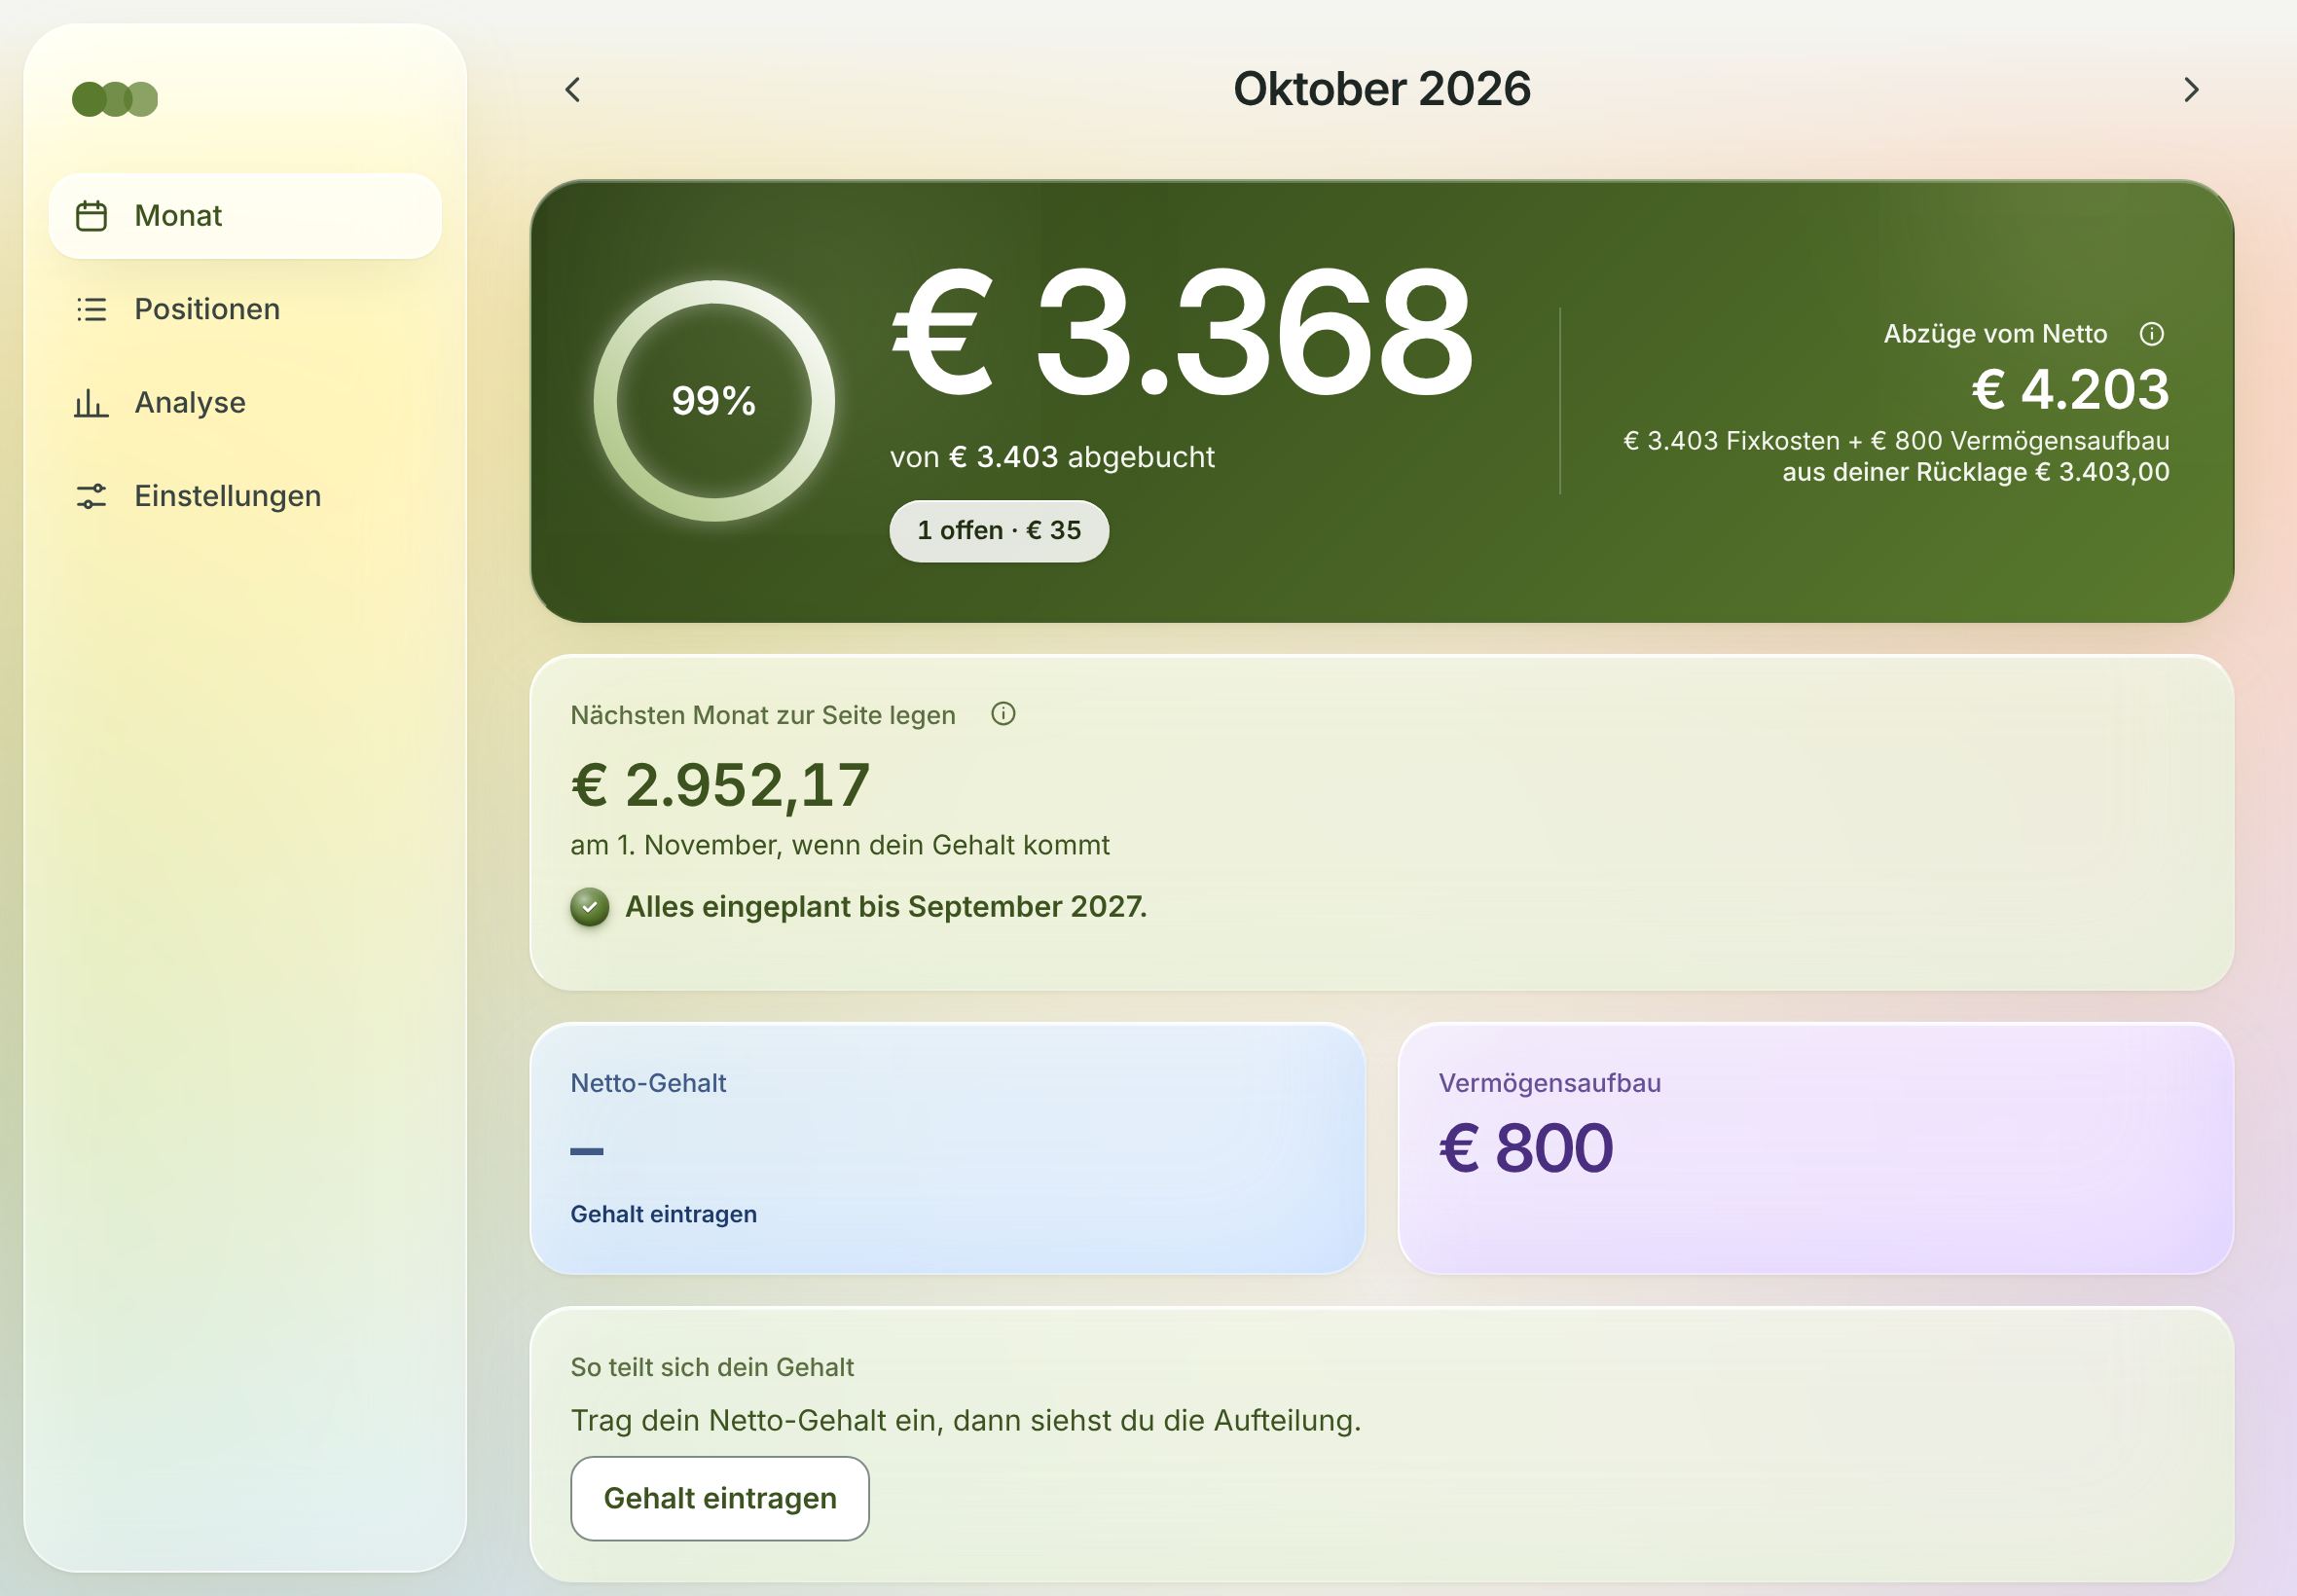 Oktober 2026
Monat
Positionen
Analyse
Einstellungen
99%
€ 3.368
von € 3.403 abgebucht
1 offen · € 35
Abzüge vom Netto
€ 4.203
€ 3.403 Fixkosten + € 800 Vermögensaufbau
aus deiner Rücklage € 3.403,00
Nächsten Monat zur Seite legen
€ 2.952,17
am 1. November, wenn dein Gehalt kommt
Alles eingeplant bis September 2027.
Netto-Gehalt
–
Gehalt eintragen
Vermögensaufbau
€ 800
So teilt sich dein Gehalt
Trag dein Netto-Gehalt ein, dann siehst du die Aufteilung.
Gehalt eintragen